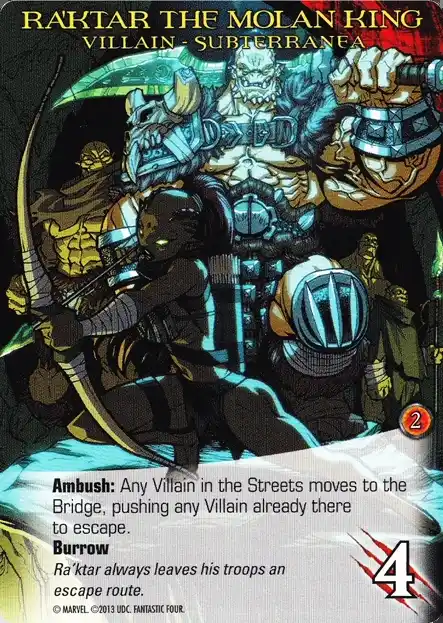 RA'KTAR THE MOLAN KING
VILLAIN - SUBTERRANEA
2
Ambush: Any Villain in the Streets moves to the
Bridge, pushing any Villain already there
to escape.
Burrow
Ra'ktar always leaves his troops an
escape route.
4
© MARVEL. ©2013 UDC. FANTASTIC FOUR.